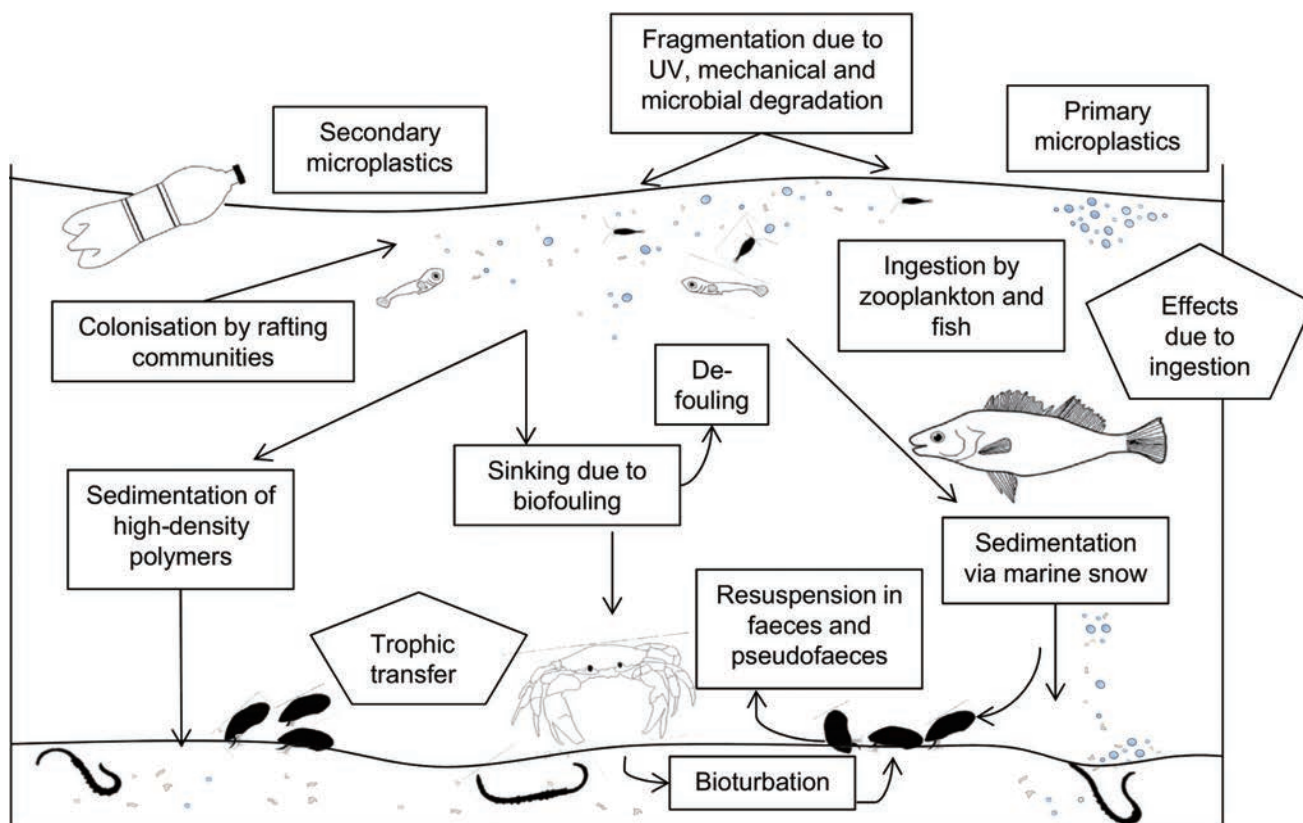 Fragmentation due to
UV, mechanical and
microbial degradation
Secondary
microplastics
Primary
microplastics
Colonisation by rafting
communities
Ingestion by
zooplankton and
fish
Effects
due to
ingestion
De-
fouling
Sinking due to
biofouling
Sedimentation of
high-density
polymers
Sedimentation
via marine snow
Trophic
transfer
Resuspension in
faeces and
pseudofaeces
Bioturbation